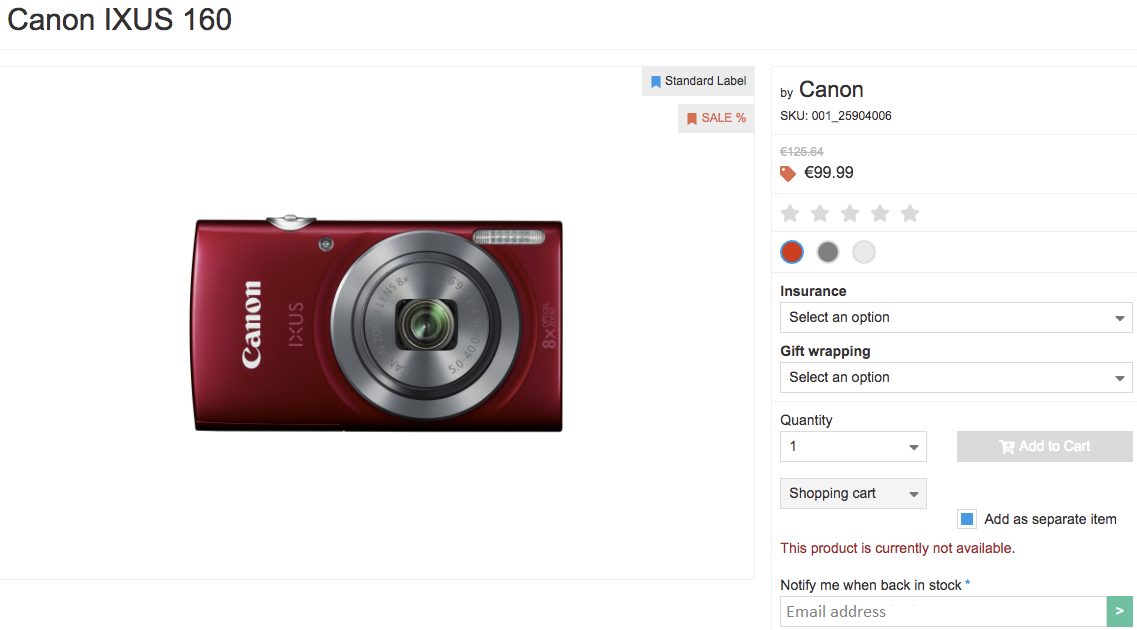 Canon IXUS 160
Standard Label
SALE %
Canon
IXUS
8x OPTICAL ZOOM
by Canon
SKU: 001_25904006
€125.64
€99.99
Insurance
Select an option
Gift wrapping
Select an option
Quantity
1
Add to Cart
Shopping cart
Add as separate item
This product is currently not available.
Notify me when back in stock *
Email address
>